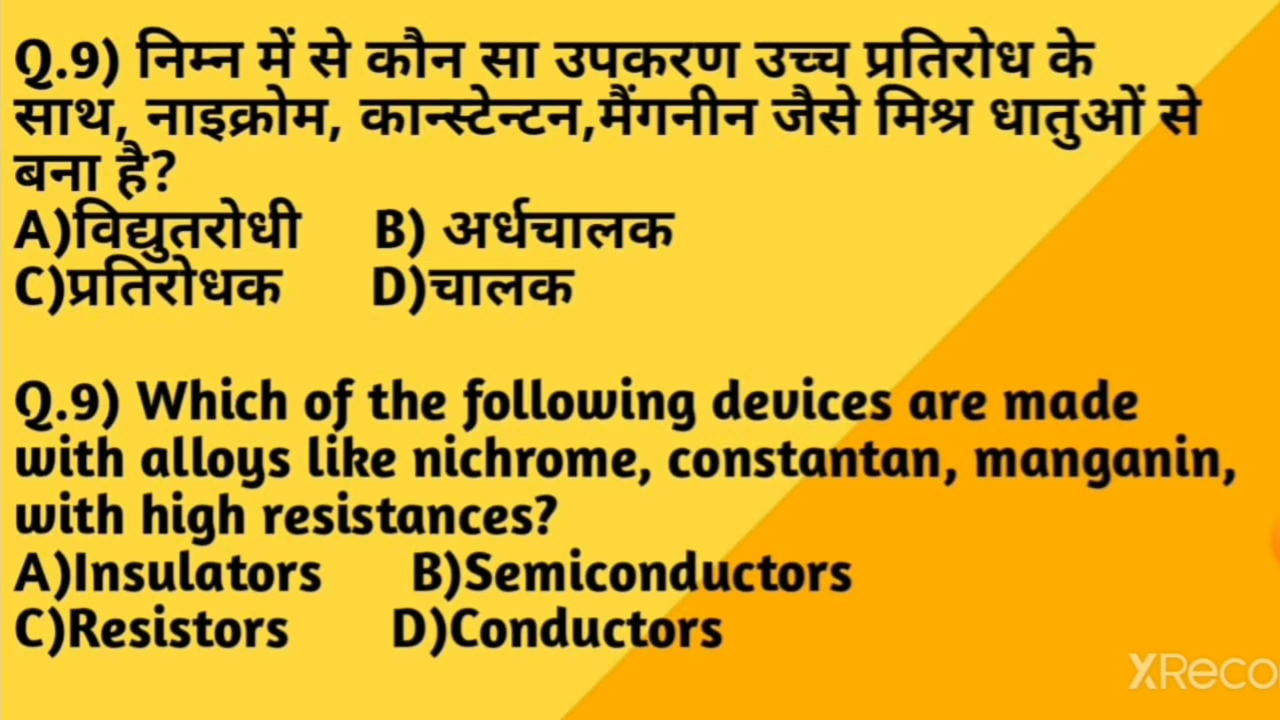 Q.9) निम्न में से कौन सा उपकरण उच्च प्रतिरोध के
साथ, नाइक्रोम, कान्स्टेन्टन,मैंगनीन जैसे मिश्र धातुओं से
बना है?
A)विद्युतरोधी B) अर्धचालक
C)प्रतिरोधक D)चालक
Q.9) Which of the following devices are made
with alloys like nichrome, constantan, manganin,
with high resistances?
A)Insulators B)Semiconductors
C)Resistors D)Conductors
XReco